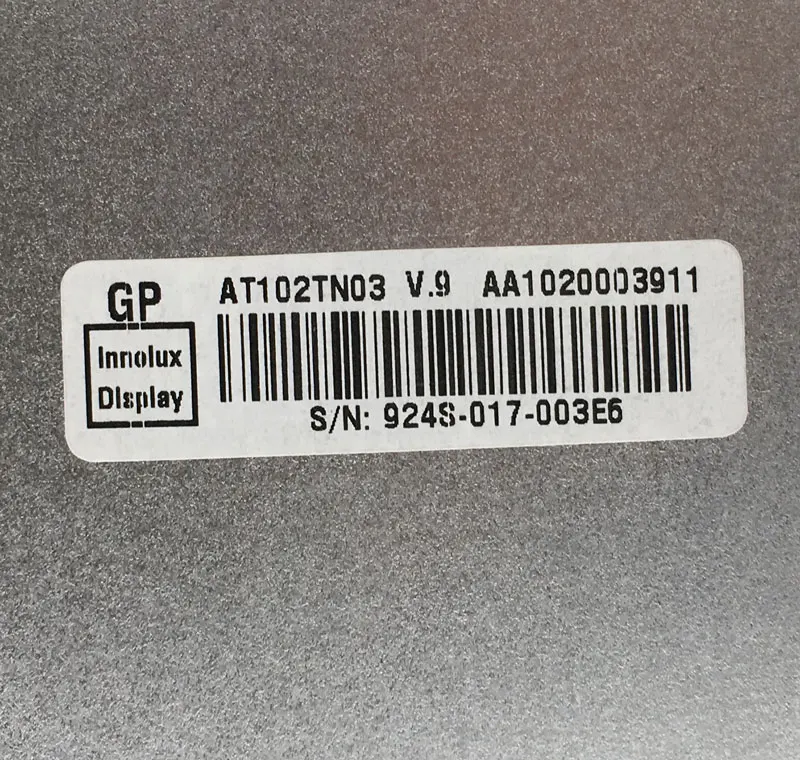 GP
Innolux
Display
AT102TN03 V.9 AA1020003911
S/N: 924S-017-003E6